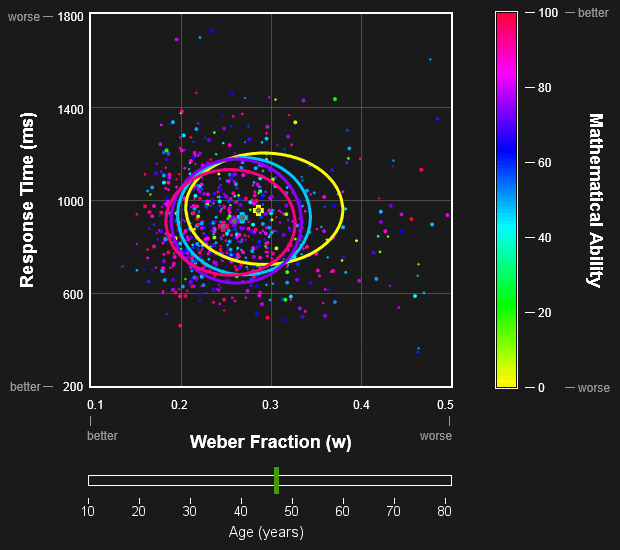 worse
1800
1400
1000
600
better
200
Response Time (ms)
0.1
0.2
0.3
0.4
0.5
better
worse
Weber Fraction (w)
100
better
80
60
40
20
0
worse
Mathematical Ability
10
20
30
40
50
60
70
80
Age (years)